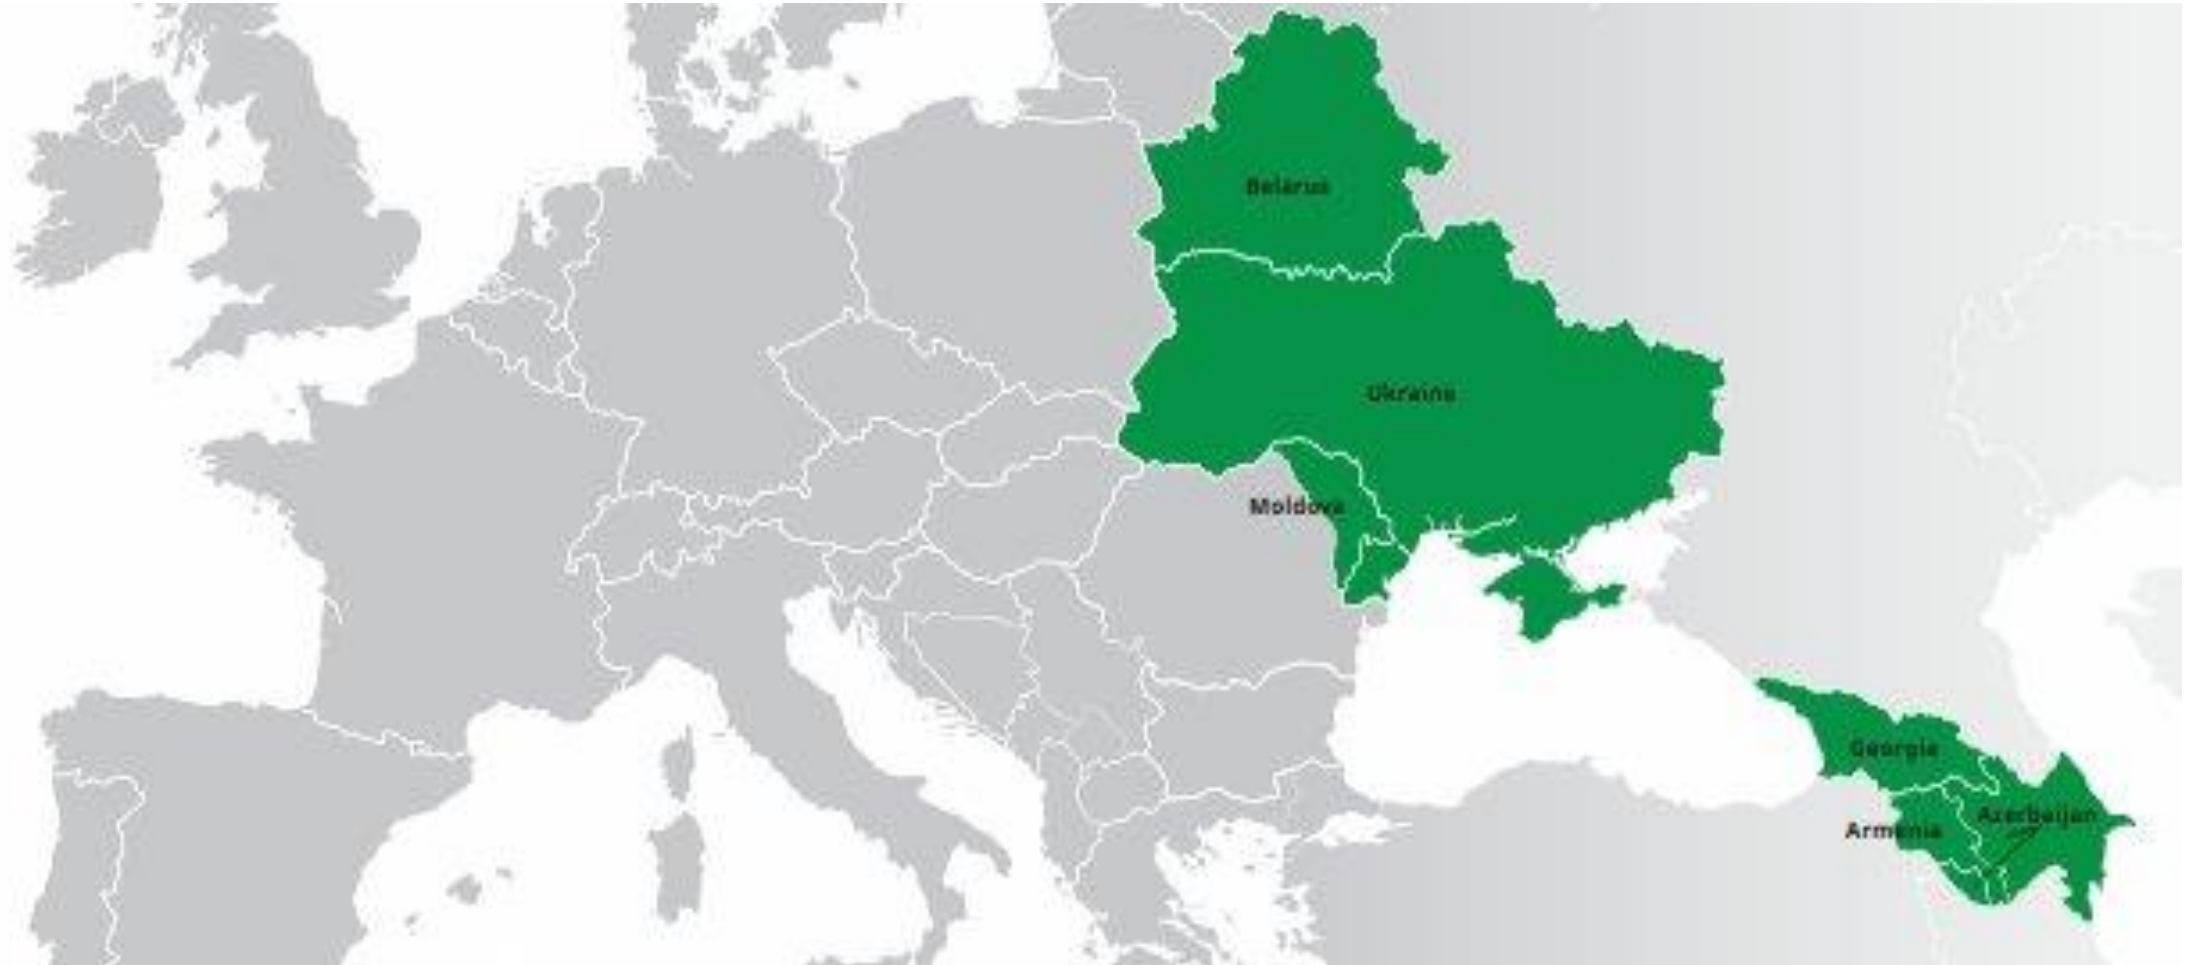 Belarus
Ukraine
Moldova
Georgia
Azerbaijan
Armenia